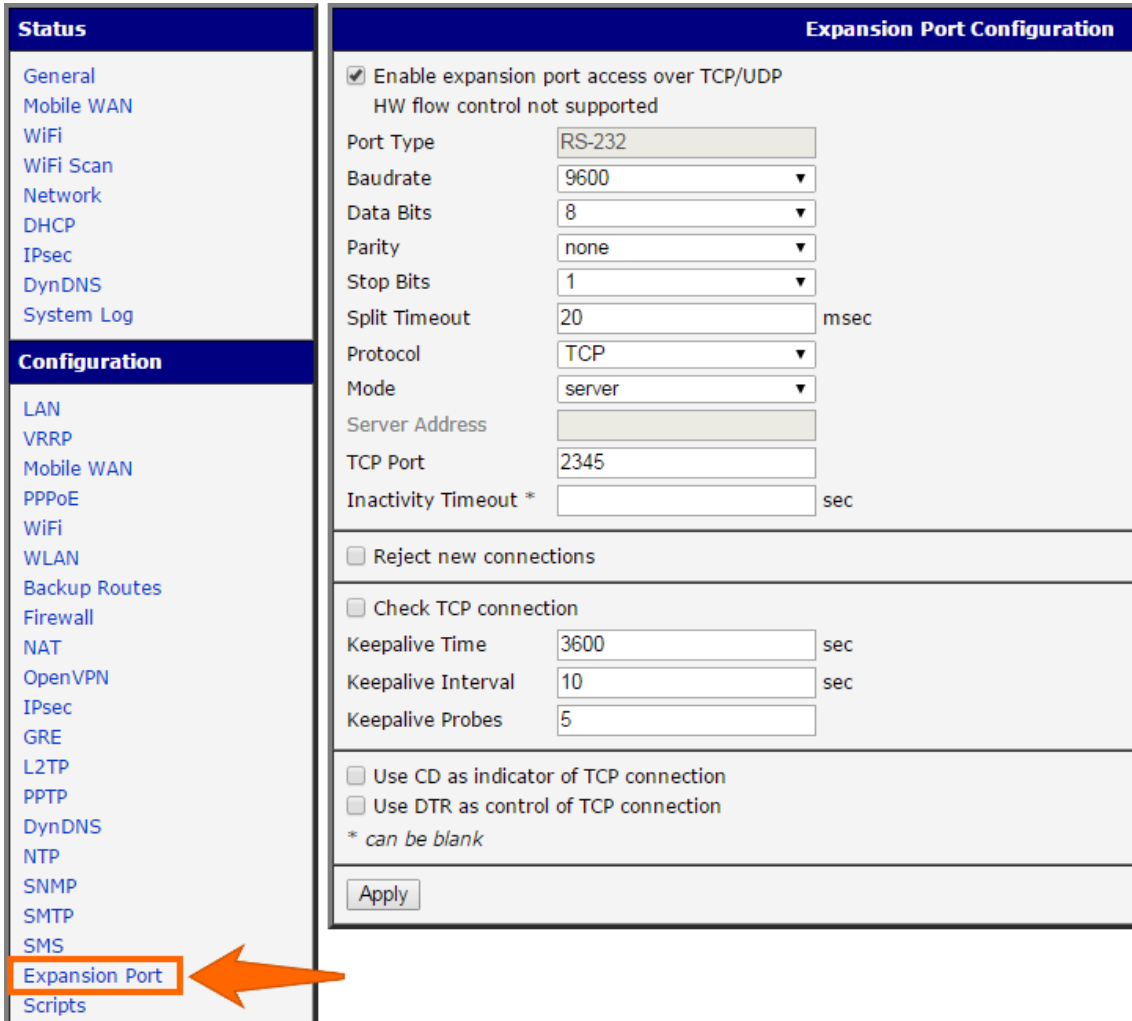 Status
General
Mobile WAN
WiFi
WiFi Scan
Network
DHCP
IPsec
DynDNS
System Log
Configuration
LAN
VRRP
Mobile WAN
PPPoE
WiFi
WLAN
Backup Routes
Firewall
NAT
OpenVPN
IPsec
GRE
L2TP
PPTP
DynDNS
NTP
SNMP
SMTP
SMS
Expansion Port
Scripts
Expansion Port Configuration
Enable expansion port access over TCP/UDP
HW flow control not supported
Port Type RS-232
Baudrate 9600
Data Bits 8
Parity none
Stop Bits 1
Split Timeout 20 msec
Protocol TCP
Mode server
Server Address
TCP Port 2345
Inactivity Timeout * sec
Reject new connections
Check TCP connection
Keepalive Time 3600 sec
Keepalive Interval 10 sec
Keepalive Probes 5
Use CD as indicator of TCP connection
Use DTR as control of TCP connection
* can be blank
Apply